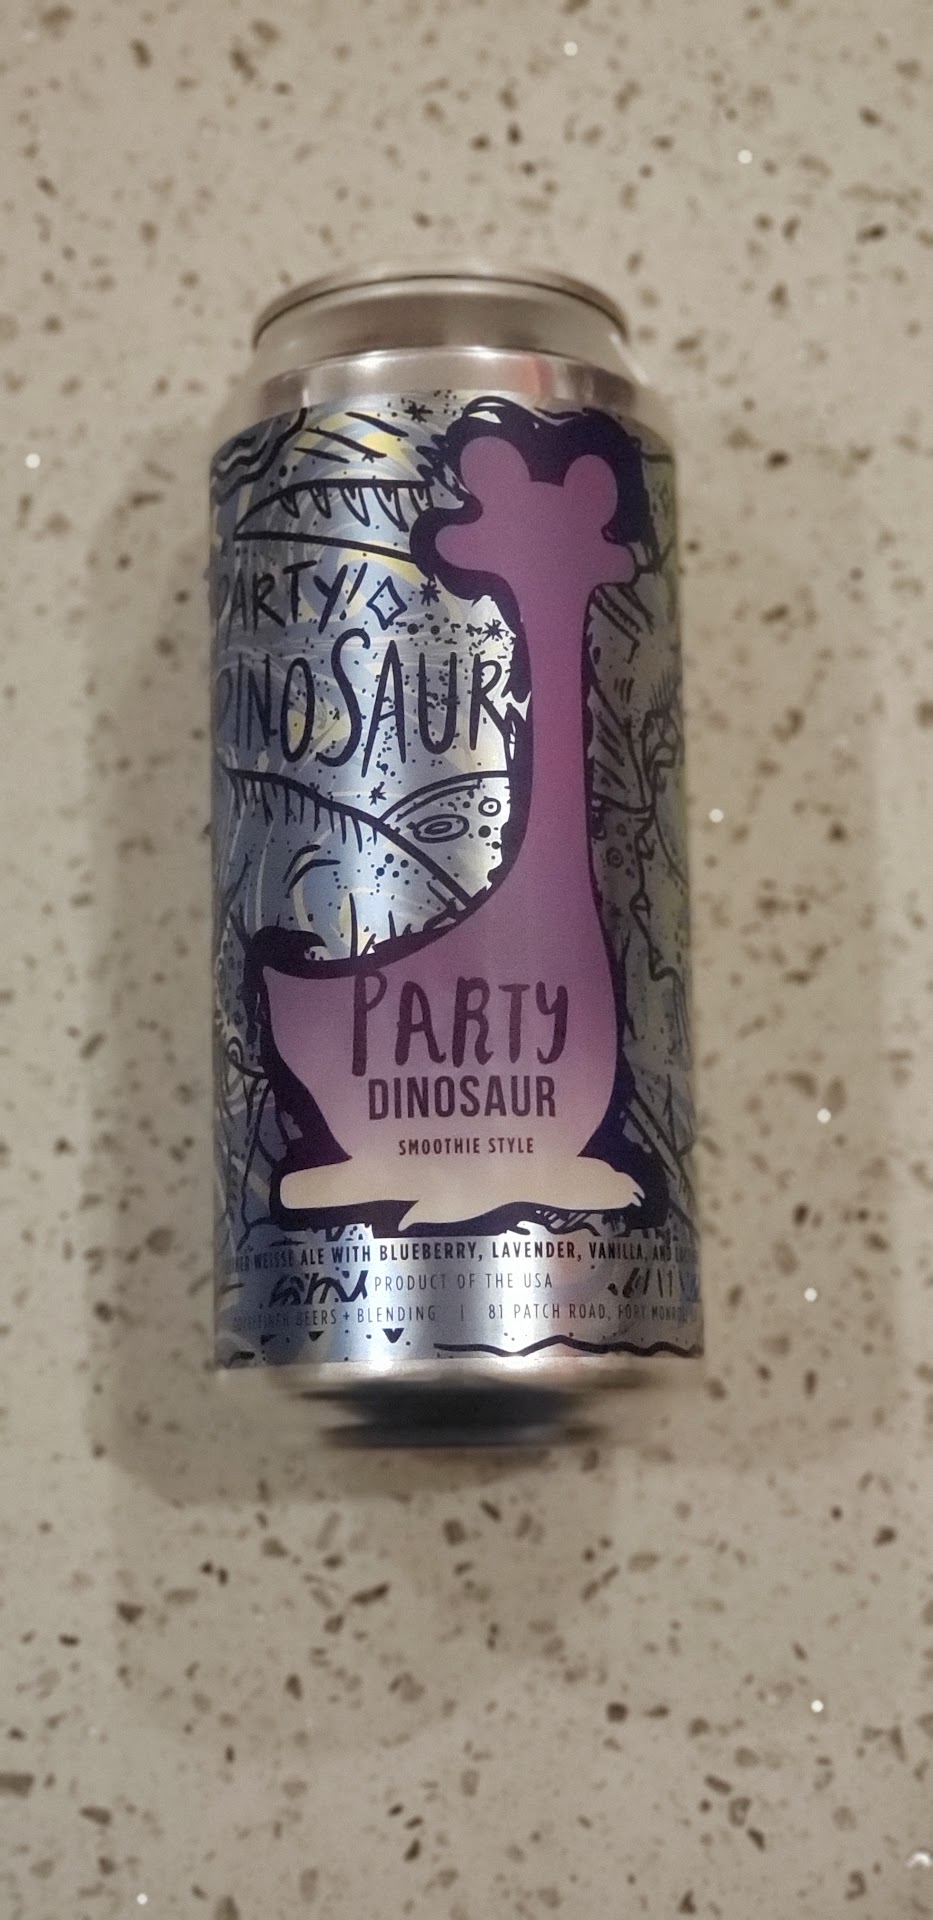 PARTY!
DINOSAUR
PARTY
DINOSAUR
SMOOTHIE STYLE
WEISSE ALE WITH BLUEBERRY, LAVENDER, VANILLA, AND
PRODUCT OF THE USA
BEERS + BLENDING | 81 PATCH ROAD, FORT MONROE,